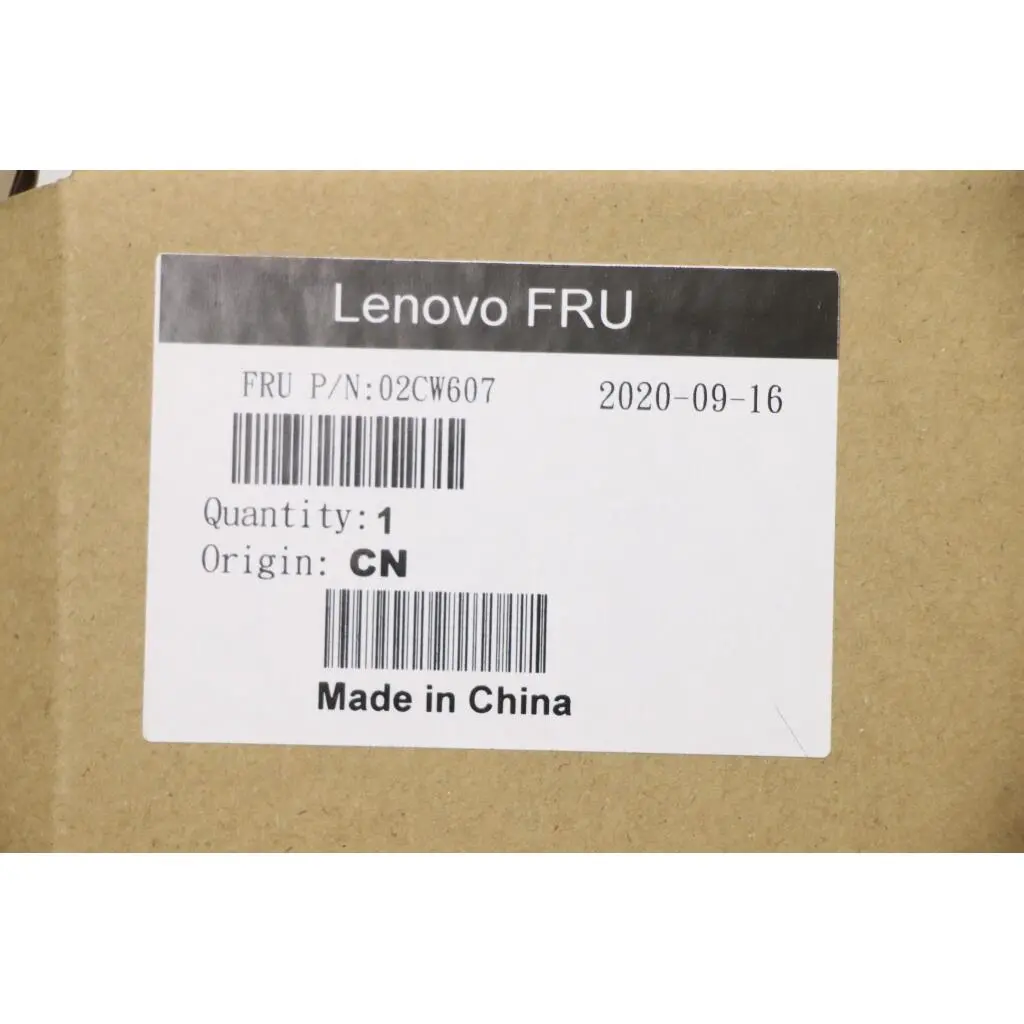 Lenovo FRU
FRU P/N:02CW607
2020-09-16
Quantity:1
Origin: CN
Made in China